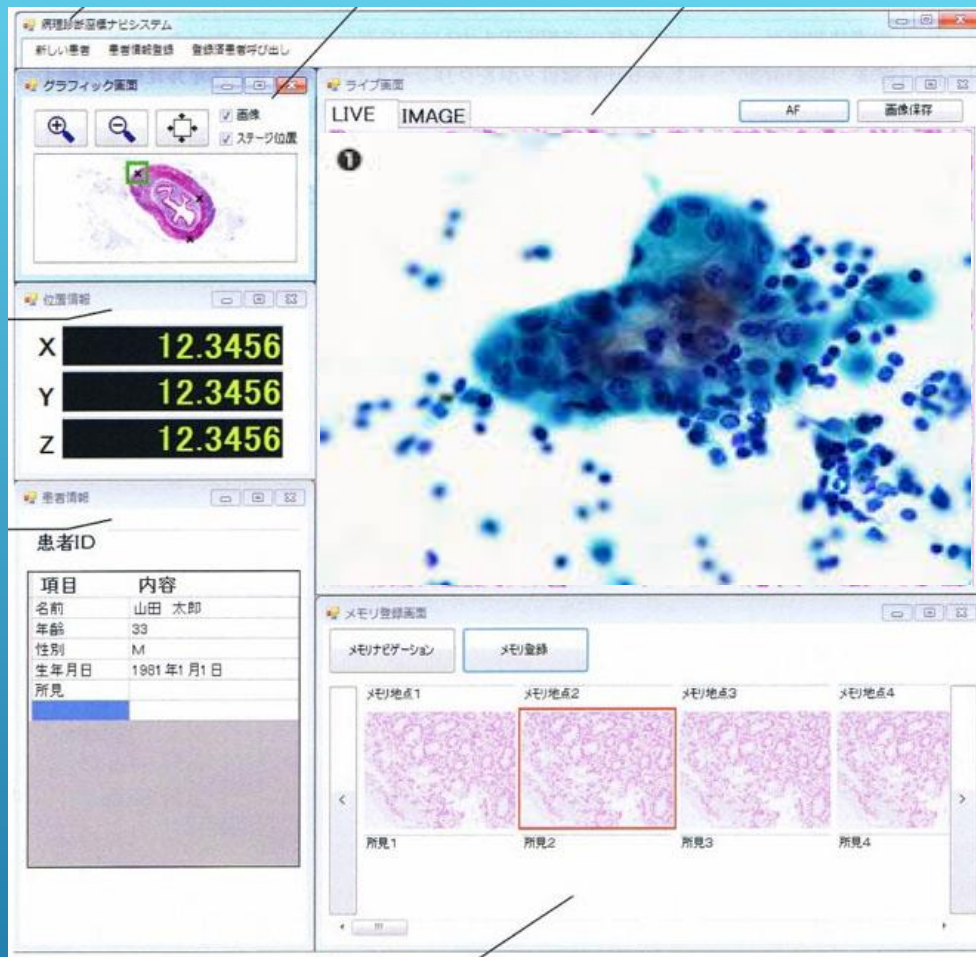 病理診断座標ナビシステム
新しい患者 患者情報登録 登録済患者呼び出し
グラフィック画面
画像
ステージ位置
位置情報
X 12.3456
Y 12.3456
Z 12.3456
患者情報
患者ID
項目 内容
名前 山田 太郎
年齢 33
性別 M
生年月日 1981年1月1日
所見
ライブ画面
LIVE IMAGE AF 画像保存
1
メモリ登録画面
メモリナビゲーション メモリ登録
メモリ地点1 メモリ地点2 メモリ地点3 メモリ地点4
所見1 所見2 所見3 所見4